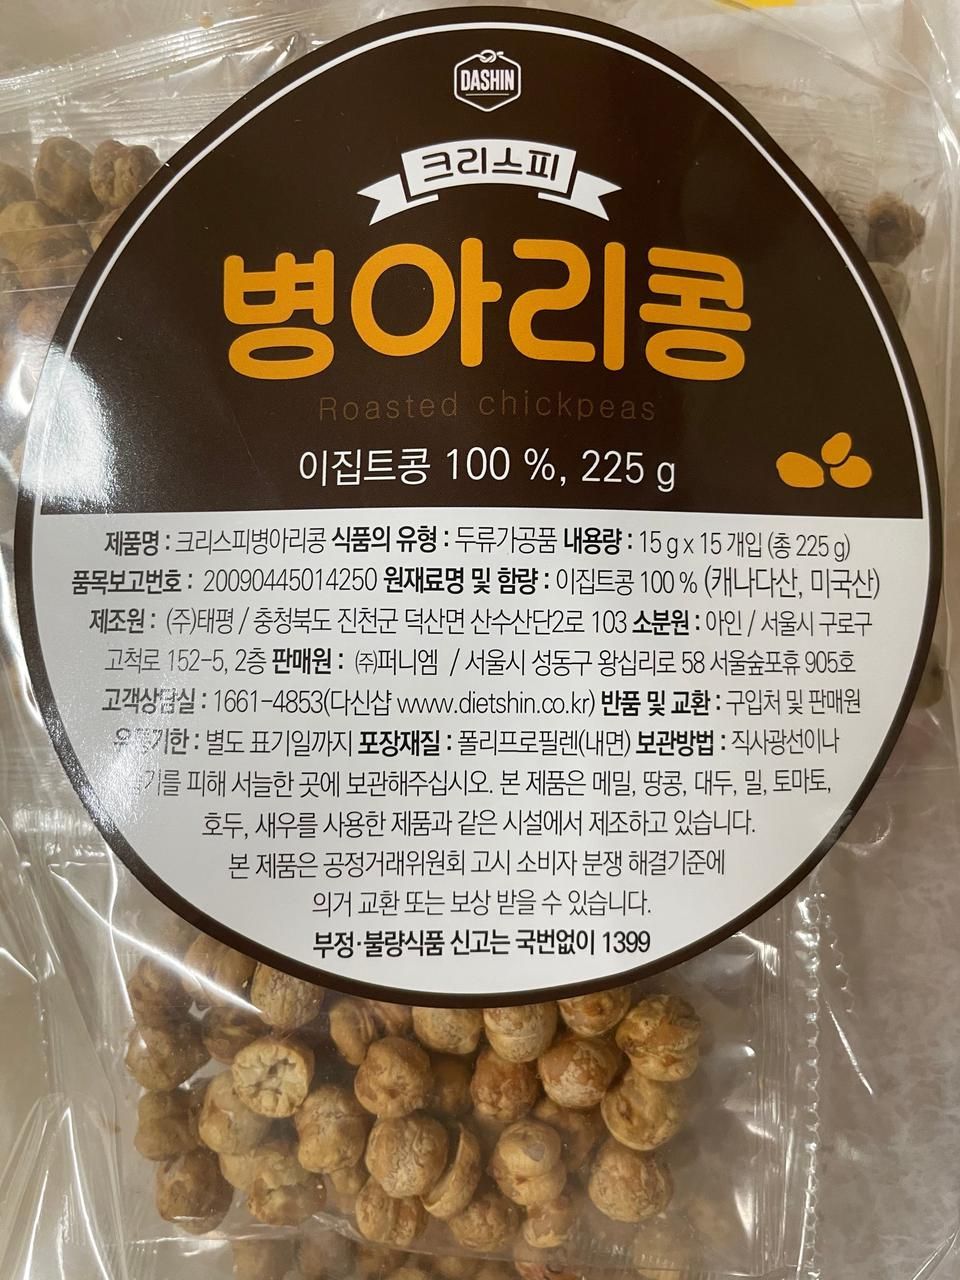 DASHIN
크리스피
병아리콩
Roasted chickpeas
이집트콩 100 %, 225 g
제품명 : 크리스피병아리콩 식품의 유형 : 두류가공품 내용량 : 15 g x 15 개입 (총 225 g)
품목보고번호 : 20090445014250 원재료명 및 함량 : 이집트콩 100 % (캐나다산, 미국산)
제조원 : (주)태평 / 충청북도 진천군 덕산면 산수산단2로 103 소분원 : 아인 / 서울시 구로구
고척로 152-5, 2층 판매원 : ㈜퍼니엠 / 서울시 성동구 왕십리로 58 서울숲포휴 905호
고객상담실 : 1661-4853(다신샵 www.dietshin.co.kr) 반품 및 교환 : 구입처 및 판매원
유통기한 : 별도 표기일까지 포장재질 : 폴리프로필렌(내면) 보관방법 : 직사광선이나
습기를 피해 서늘한 곳에 보관해주십시오. 본 제품은 메밀, 땅콩, 대두, 밀, 토마토,
호두, 새우를 사용한 제품과 같은 시설에서 제조하고 있습니다.
본 제품은 공정거래위원회 고시 소비자 분쟁 해결기준에
의거 교환 또는 보상 받을 수 있습니다.
부정·불량식품 신고는 국번없이 1399